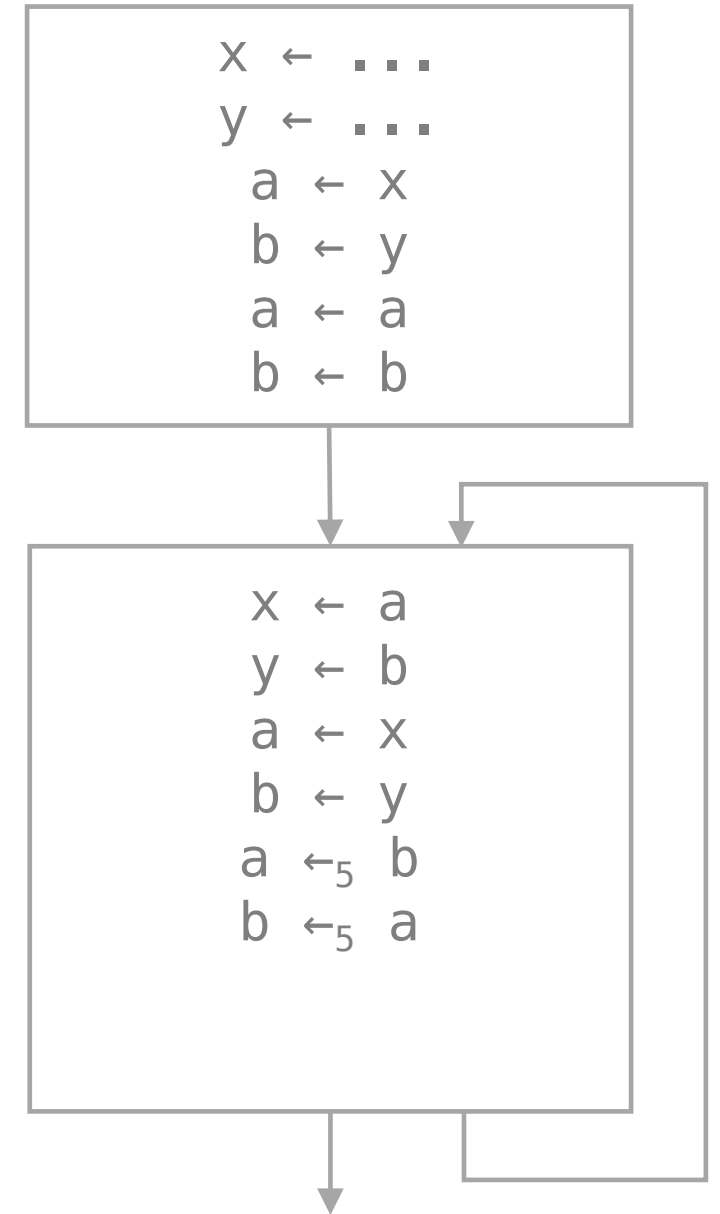 x ← ...
y ← ...
a ← x
b ← y
a ← a
b ← b
x ← a
y ← b
a ← x
b ← y
a ←₅ b
b ←₅ a